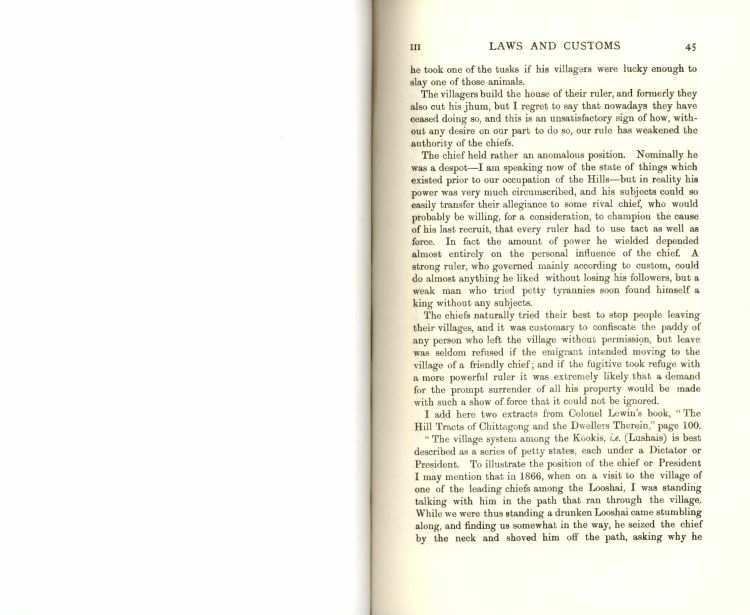 III LAWS AND CUSTOMS 45
he took one of the tusks if his villagers were lucky enough to
slay one of those animals.
The villagers build the house of their ruler, and formerly they
also cut his jhum, but I regret to say that nowadays they have
ceased doing so, and this is an unsatisfactory sign of how, with-
out any desire on our part to do so, our rule has weakened the
authority of the chiefs.
The chief held rather an anomalous position. Nominally he
was a despot—I am speaking now of the state of things which
existed prior to our occupation of the Hills—but in reality his
power was very much circumscribed, and his subjects could so
easily transfer their allegiance to some rival chief, who would
probably be willing, for a consideration, to champion the cause
of his last recruit, that every ruler had to use tact as well as
force. In fact the amount of power he wielded depended
almost entirely on the personal influence of the chief. A
strong ruler, who governed mainly according to custom, could
do almost anything he liked without losing his followers, but a
weak man who tried petty tyrannies soon found himself a
king without any subjects.
The chiefs naturally tried their best to stop people leaving
their villages, and it was customary to confiscate the paddy of
any person who left the village without permission, but leave
was seldom refused if the emigrant intended moving to the
village of a friendly chief; and if the fugitive took refuge with
a more powerful ruler it was extremely likely that a demand
for the prompt surrender of all his property would be made
with such a show of force that it could not be ignored.
I add here two extracts from Colonel Lewin's book, "The
Hill Tracts of Chittagong and the Dwellers Therein," page 100.
"The village system among the Kookis, i.e. (Lushais) is best
described as a series of petty states, each under a Dictator or
President. To illustrate the position of the chief or President
I may mention that in 1866, when on a visit to the village of
one of the leading chiefs among the Looshai, I was standing
talking with him in the path that ran through the village.
While we were thus standing a drunken Looshai came stumbling
along, and finding us somewhat in the way, he seized the chief
by the neck and shoved him off the path, asking why he